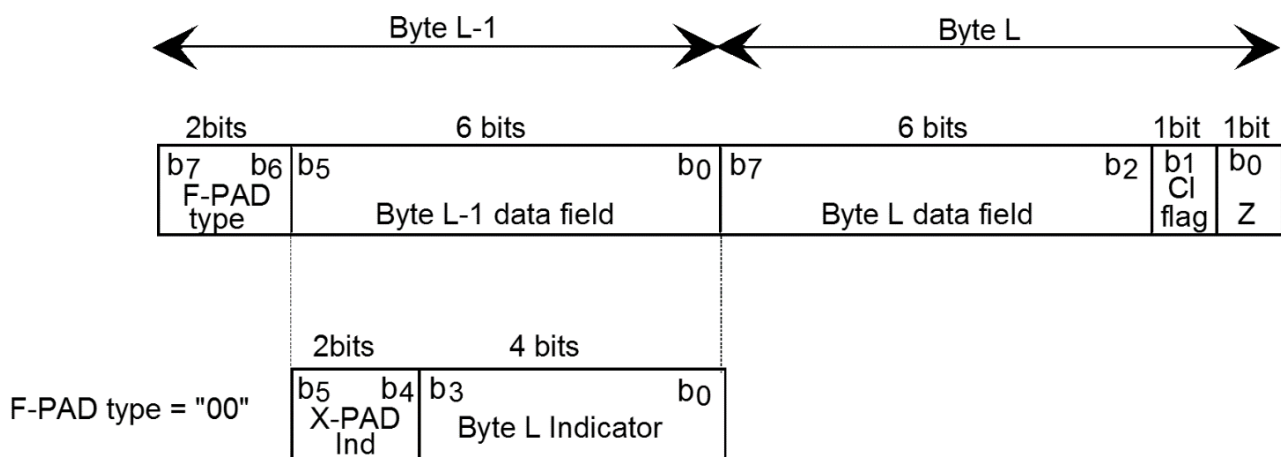 Byte L-1 Byte L
2bits 6 bits 6 bits 1bit 1bit
b7 b6 b5 b0 b7 b2 b1 b0
F-PAD CI
type Byte L-1 data field Byte L data field flag Z
2bits 4 bits
b5 b4 b3 b0
F-PAD type = "00" X-PAD Byte L Indicator
Ind